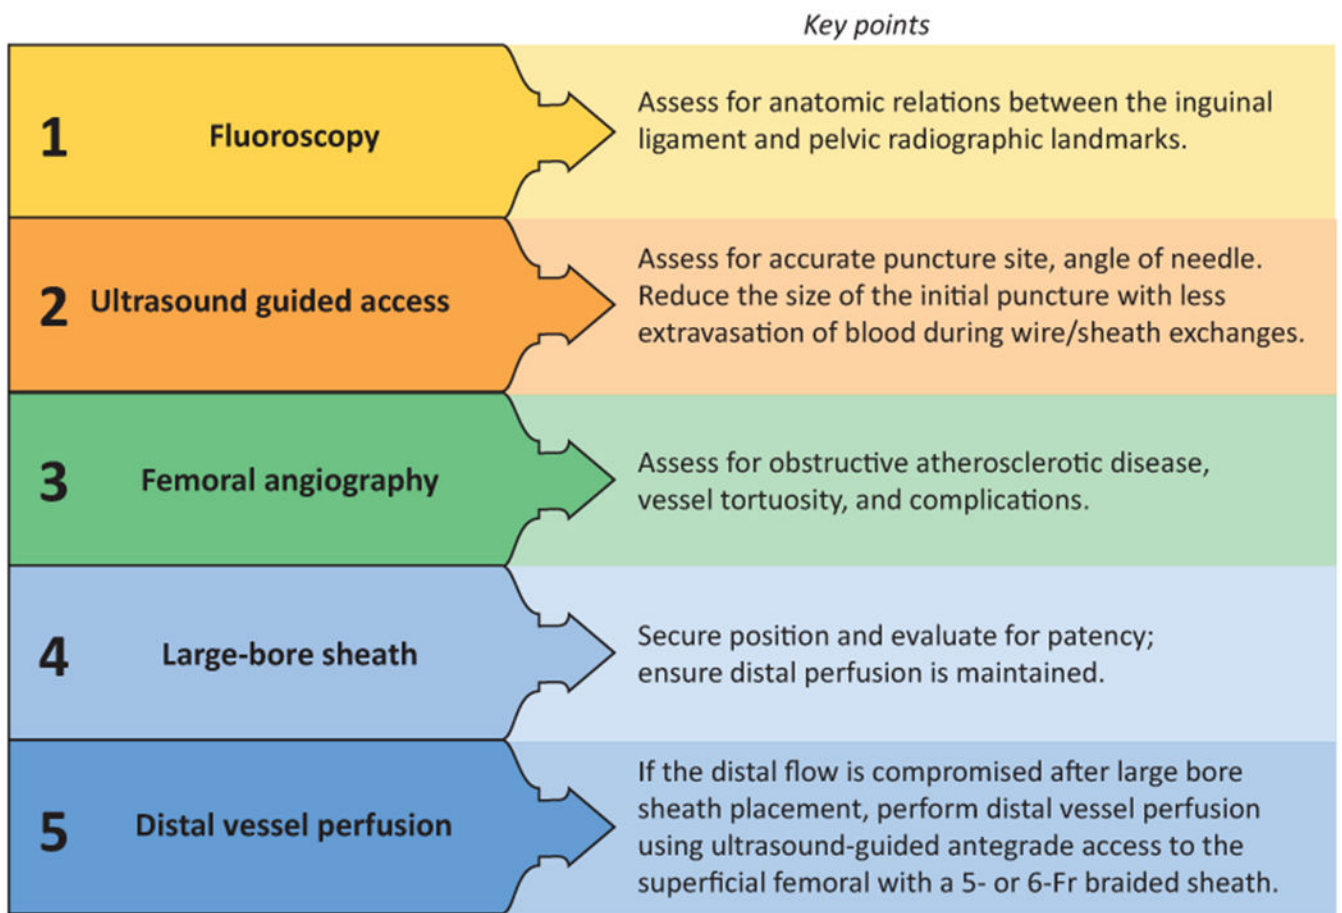 Key points
1 Fluoroscopy
Assess for anatomic relations between the inguinal
ligament and pelvic radiographic landmarks.
2 Ultrasound guided access
Assess for accurate puncture site, angle of needle.
Reduce the size of the initial puncture with less
extravasation of blood during wire/sheath exchanges.
3 Femoral angiography
Assess for obstructive atherosclerotic disease,
vessel tortuosity, and complications.
4 Large-bore sheath
Secure position and evaluate for patency;
ensure distal perfusion is maintained.
5 Distal vessel perfusion
If the distal flow is compromised after large bore
sheath placement, perform distal vessel perfusion
using ultrasound-guided antegrade access to the
superficial femoral with a 5- or 6-Fr braided sheath.